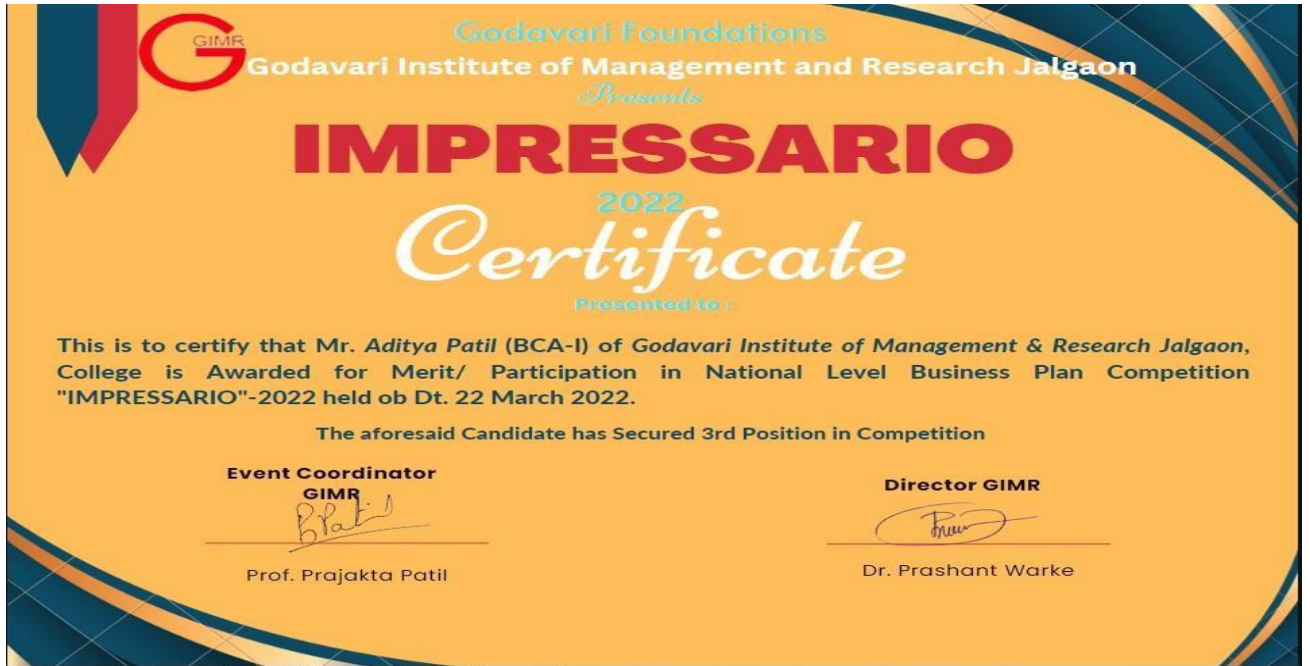 GIMR
Godavari Foundations
Godavari Institute of Management and Research Jalgaon
Presents
IMPRESSARIO
2022
Certificate
Presented to :
This is to certify that Mr. Aditya Patil (BCA-I) of Godavari Institute of Management & Research Jalgaon,
College is Awarded for Merit/ Participation in National Level Business Plan Competition
"IMPRESSARIO"-2022 held ob Dt. 22 March 2022.
The aforesaid Candidate has Secured 3rd Position in Competition
Event Coordinator
GIMR
BPatil
Prof. Prajakta Patil
Director GIMR
Dr. Prashant Warke